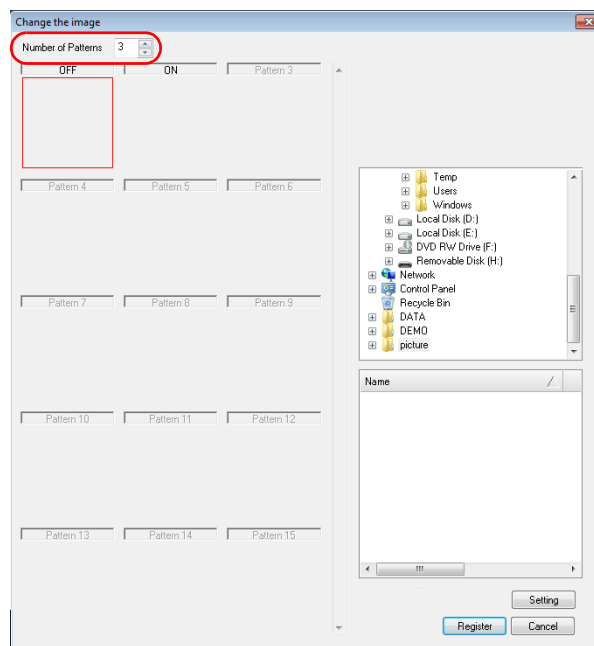 Change the image
Number of Patterns 3
OFF ON Pattern 3
Pattern 4 Pattern 5 Pattern 6
Pattern 7 Pattern 8 Pattern 9
Pattern 10 Pattern 11 Pattern 12
Pattern 13 Pattern 14 Pattern 15
Temp
Users
Windows
Local Disk (D:)
Local Disk (E:)
DVD RW Drive (F:)
Removable Disk (H:)
Network
Control Panel
Recycle Bin
DATA
DEMO
picture
Name
Setting
Register Cancel